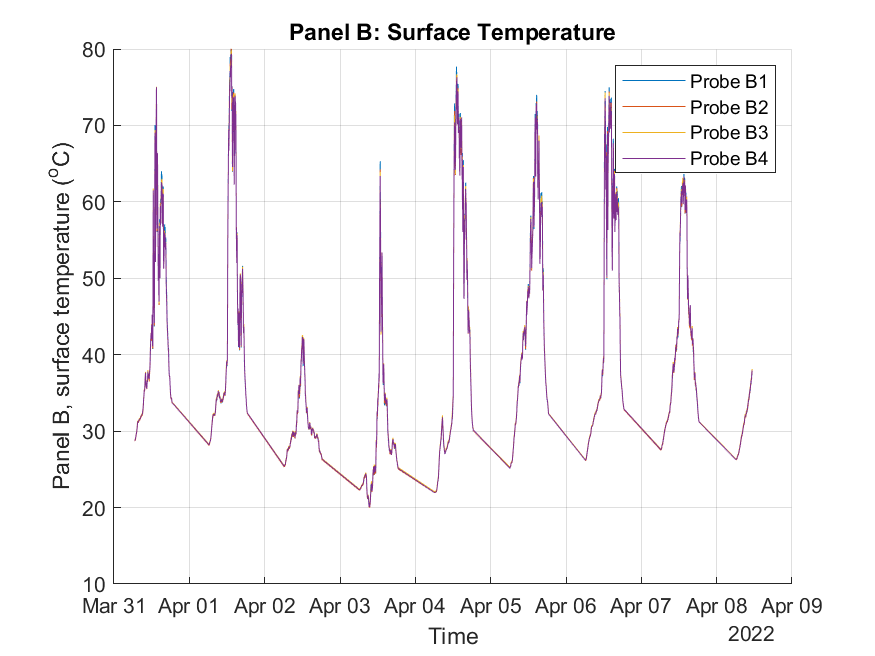 Panel B: Surface Temperature
Panel B, surface temperature (°C)
80
70
60
50
40
30
20
10
Probe B1
Probe B2
Probe B3
Probe B4
Mar 31 Apr 01 Apr 02 Apr 03 Apr 04 Apr 05 Apr 06 Apr 07 Apr 08 Apr 09
Time
2022